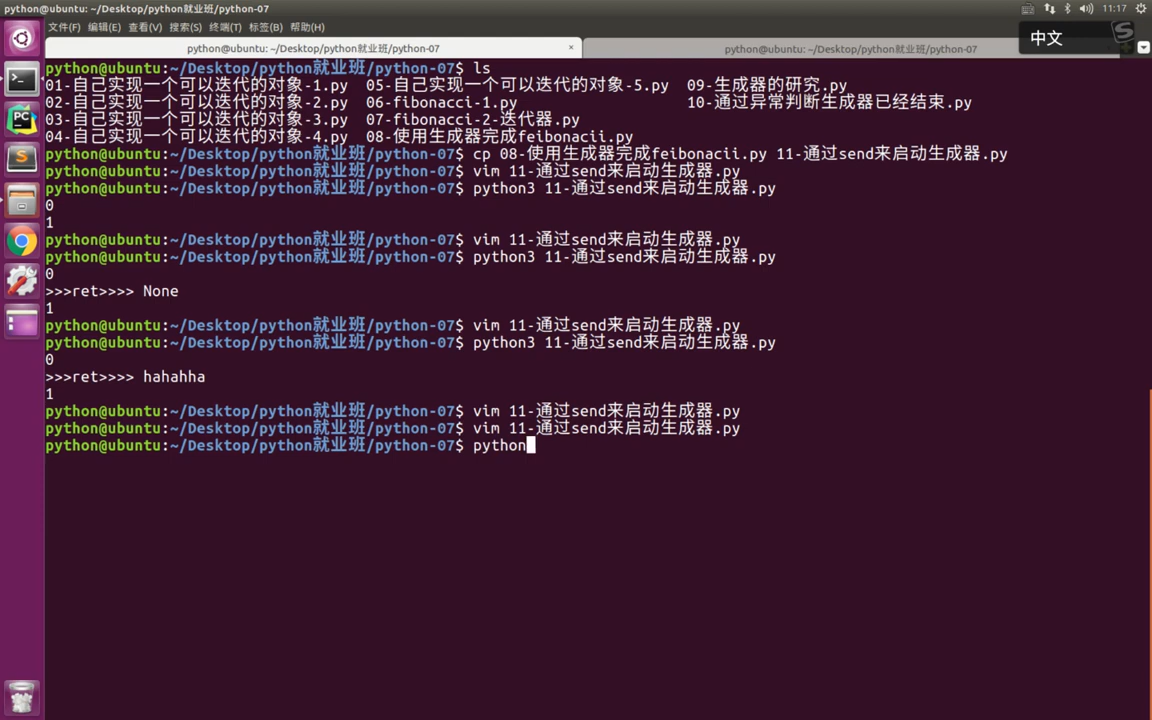 python@ubuntu: ~/Desktop/python就业班/python-07
11:17
文件(F) 编辑(E) 查看(V) 搜索(S) 终端(T) 标签(B) 帮助(H)
中文
python@ubuntu: ~/Desktop/python就业班/python-07 ×
python@ubuntu: ~/Desktop/python就业班/python-07
python@ubuntu:~/Desktop/python就业班/python-07$ ls
01-自己实现一个可以迭代的对象-1.py 05-自己实现一个可以迭代的对象-5.py 09-生成器的研究.py
02-自己实现一个可以迭代的对象-2.py 06-fibonacci-1.py 10-通过异常判断生成器已经结束.py
03-自己实现一个可以迭代的对象-3.py 07-fibonacci-2-迭代器.py
04-自己实现一个可以迭代的对象-4.py 08-使用生成器完成feibonacii.py
python@ubuntu:~/Desktop/python就业班/python-07$ cp 08-使用生成器完成feibonacii.py 11-通过send来启动生成器.py
python@ubuntu:~/Desktop/python就业班/python-07$ vim 11-通过send来启动生成器.py
python@ubuntu:~/Desktop/python就业班/python-07$ python3 11-通过send来启动生成器.py
0
1
python@ubuntu:~/Desktop/python就业班/python-07$ vim 11-通过send来启动生成器.py
python@ubuntu:~/Desktop/python就业班/python-07$ python3 11-通过send来启动生成器.py
0
>>>ret>>>> None
1
python@ubuntu:~/Desktop/python就业班/python-07$ vim 11-通过send来启动生成器.py
python@ubuntu:~/Desktop/python就业班/python-07$ python3 11-通过send来启动生成器.py
0
>>>ret>>>> hahahha
1
python@ubuntu:~/Desktop/python就业班/python-07$ vim 11-通过send来启动生成器.py
python@ubuntu:~/Desktop/python就业班/python-07$ vim 11-通过send来启动生成器.py
python@ubuntu:~/Desktop/python就业班/python-07$ python